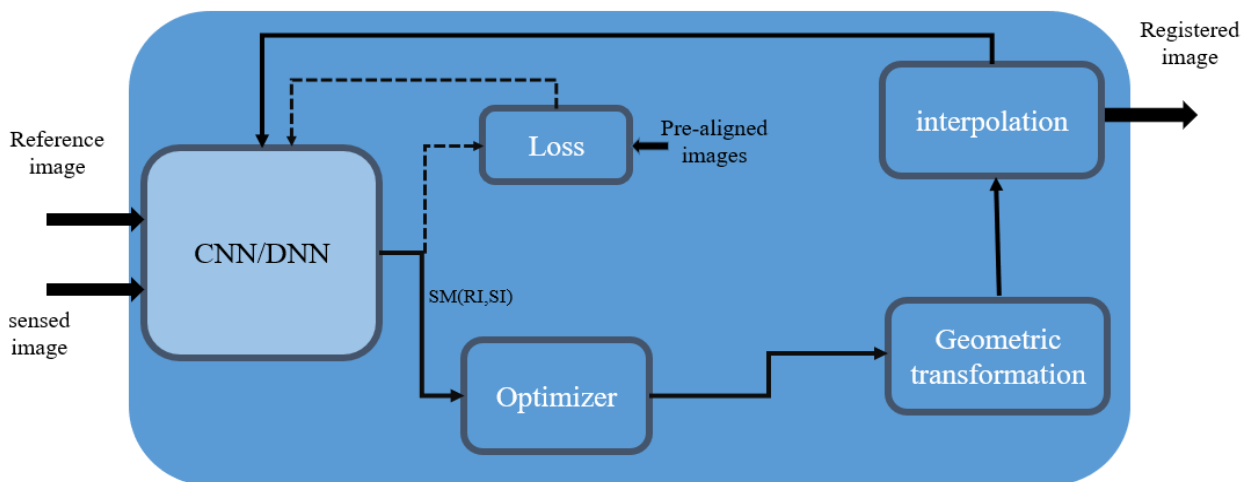 Reference
image
sensed
image
CNN/DNN
SM(RI,SI)
Loss
Pre-aligned
images
Optimizer
Geometric
transformation
interpolation
Registered
image